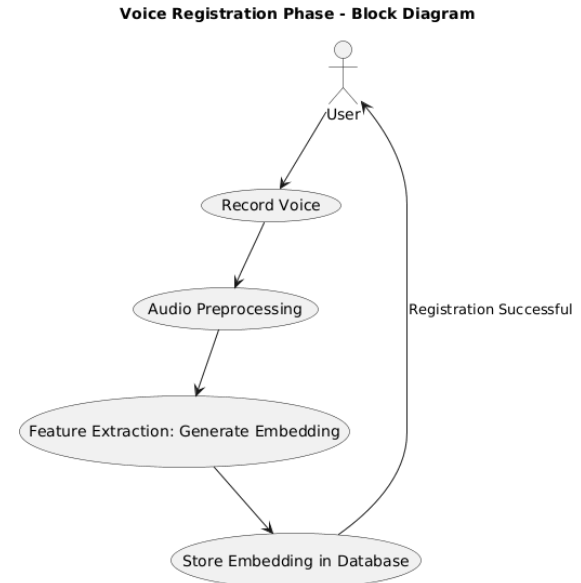 Voice Registration Phase - Block Diagram
User
Record Voice
Audio Preprocessing
Registration Successful
Feature Extraction: Generate Embedding
Store Embedding in Database